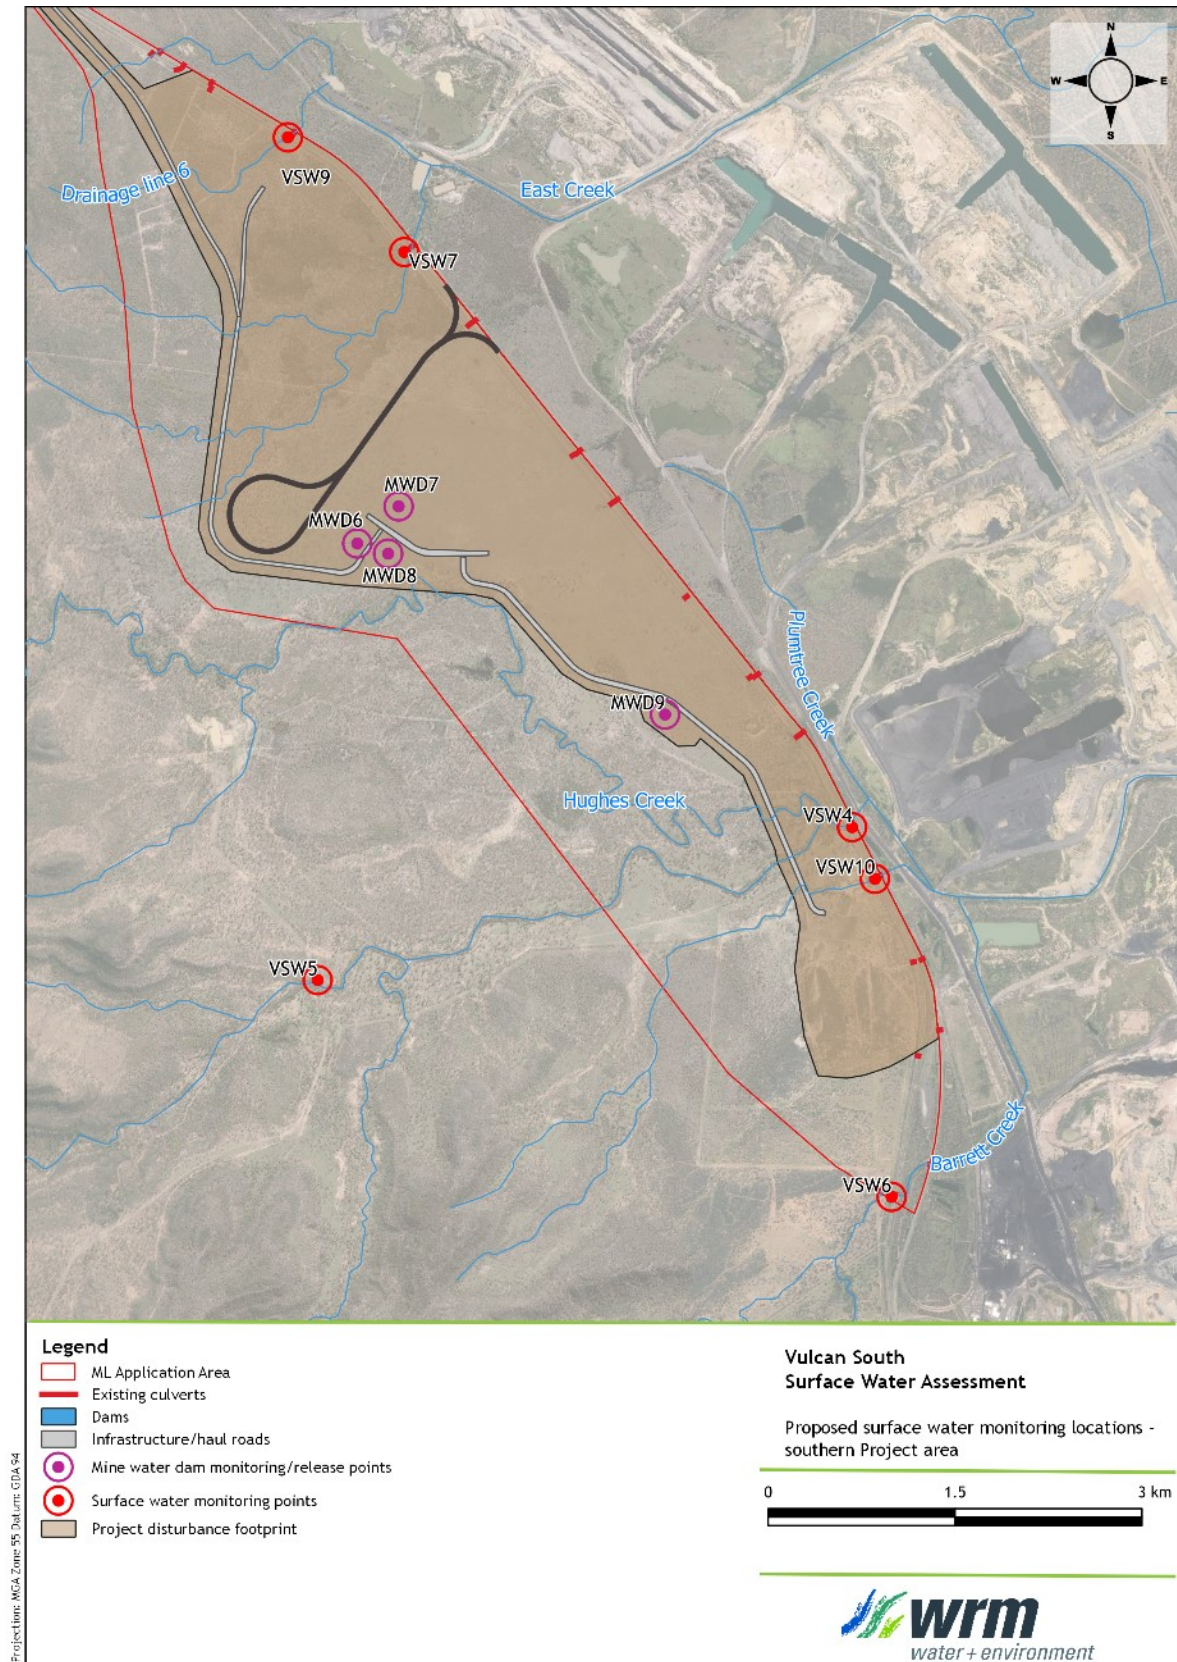 N
W
E
S
VSW9
Drainage line 6
East Creek
VSW7
MWD7
MWD6
MWD8
Plumtree Creek
MWD9
Hughes Creek
VSW4
VSW10
VSW5
Barrett Creek
VSW6
Legend
ML Application Area
Existing culverts
Dams
Infrastructure/haul roads
Mine water dam monitoring/release points
Surface water monitoring points
Project disturbance footprint
Vulcan South
Surface Water Assessment
Proposed surface water monitoring locations -
southern Project area
0 1.5 3 km
wrm
water + environment
Projection: MGA Zone 55 Datum: GDA 94